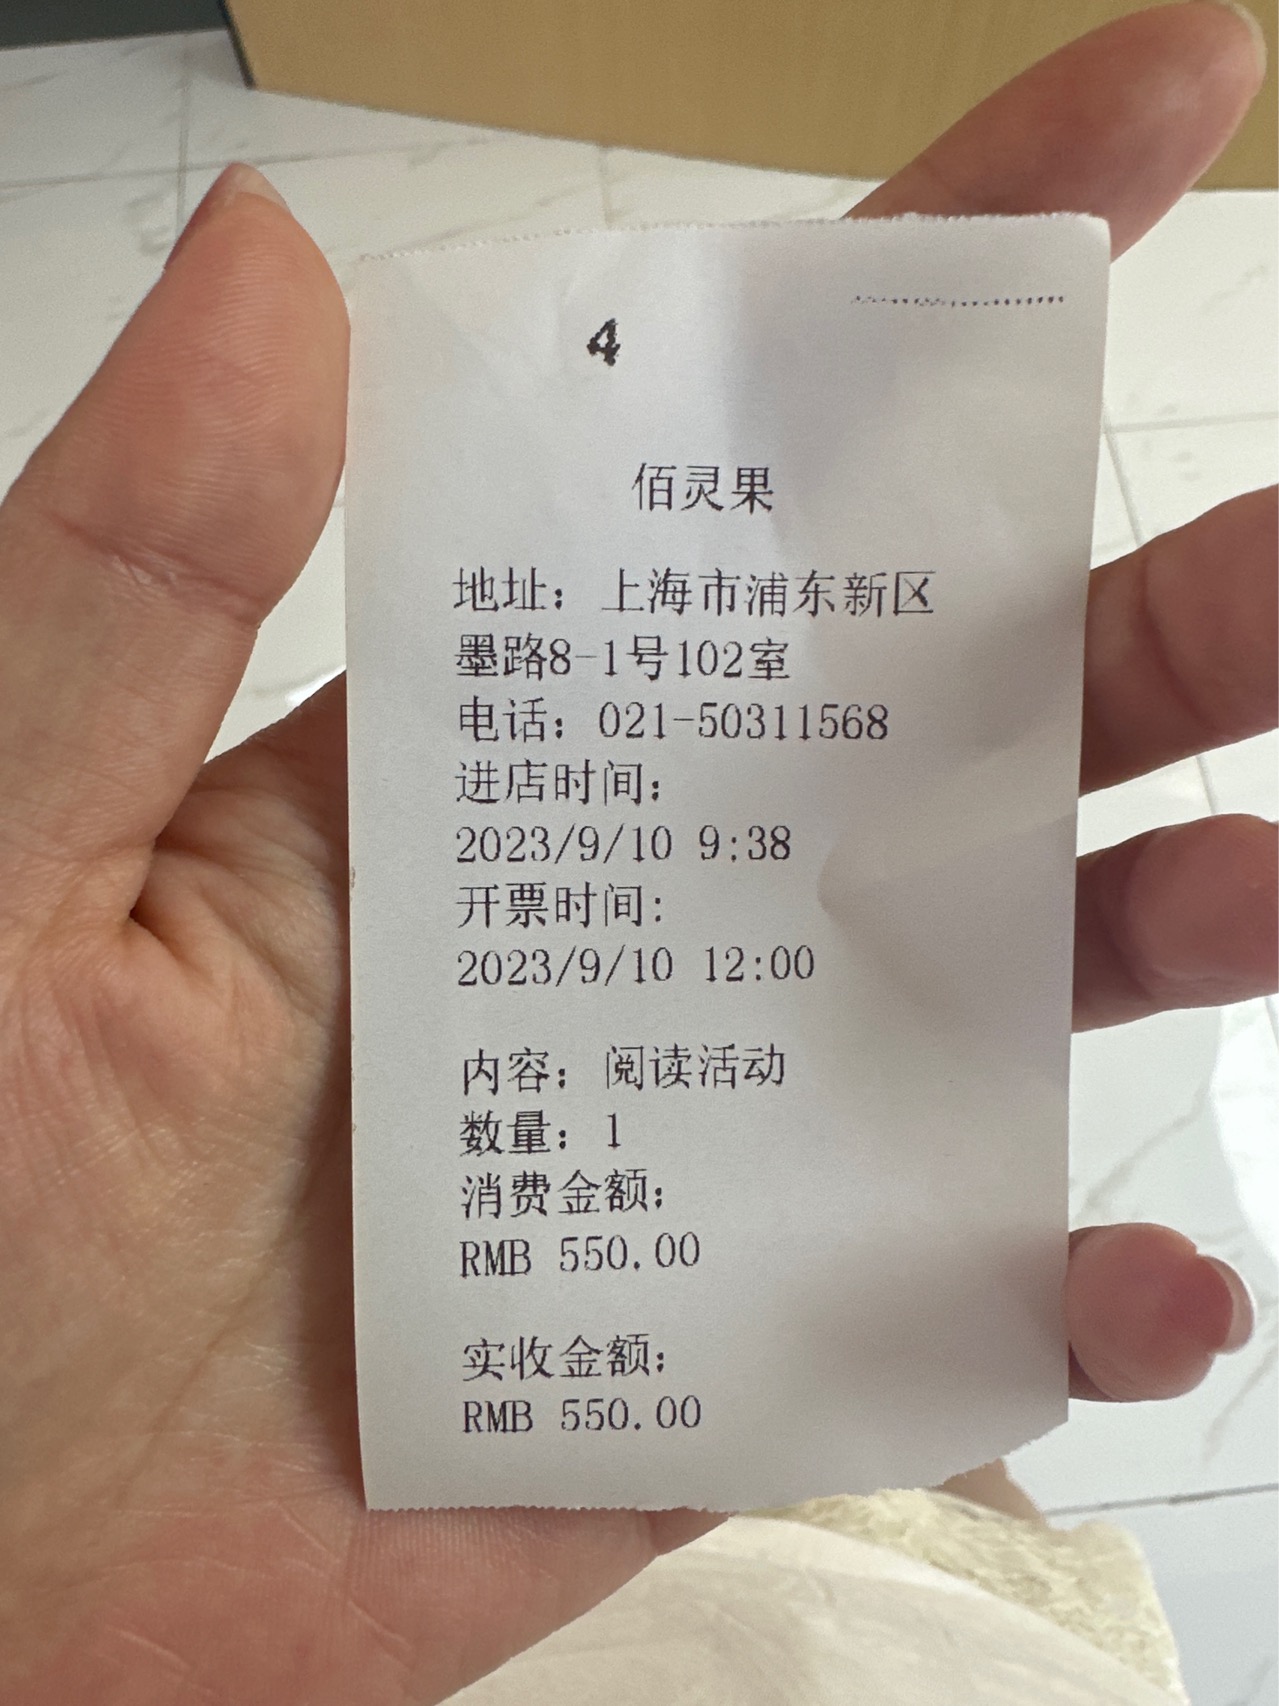 4
佰灵果
地址：上海市浦东新区
墨路8-1号102室
电话：021-50311568
进店时间：
2023/9/10 9:38
开票时间:
2023/9/10 12:00
内容：阅读活动
数量：1
消费金额：
RMB 550.00
实收金额：
RMB 550.00